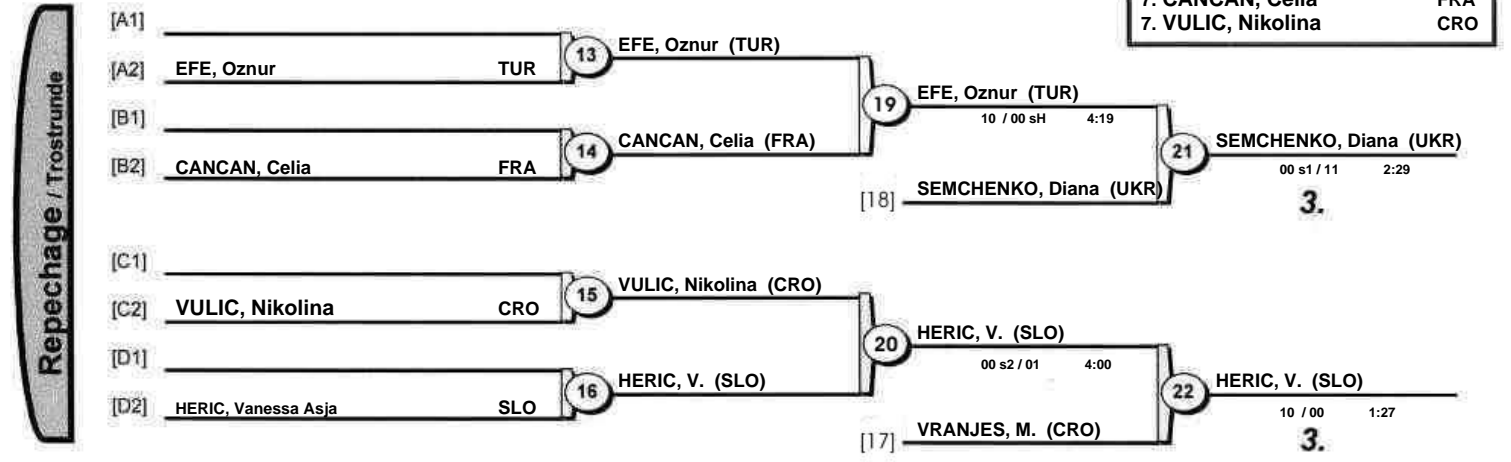 7. CANCAN, Celia FRA
7. VULIC, Nikolina CRO
Repechage / Trostrunde
[A1]
[A2] EFE, Oznur TUR
13 EFE, Oznur (TUR)
[B1]
[B2] CANCAN, Celia FRA
14 CANCAN, Celia (FRA)
19 EFE, Oznur (TUR)
10 / 00 sH 4:19
[18] SEMCHENKO, Diana (UKR)
21 SEMCHENKO, Diana (UKR)
00 s1 / 11 2:29
3.
[C1]
[C2] VULIC, Nikolina CRO
15 VULIC, Nikolina (CRO)
[D1]
[D2] HERIC, Vanessa Asja SLO
16 HERIC, V. (SLO)
20 HERIC, V. (SLO)
00 s2 / 01 4:00
[17] VRANJES, M. (CRO)
22 HERIC, V. (SLO)
10 / 00 1:27
3.